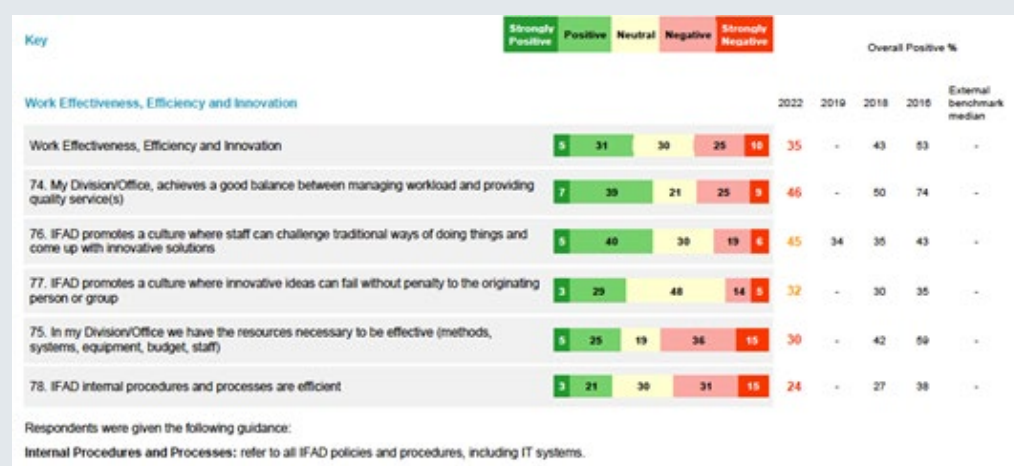 Key
Strongly Positive Positive Neutral Negative Strongly Negative
Overall Positive %
Work Effectiveness, Efficiency and Innovation 2022 2019 2018 2016 External benchmark median
Work Effectiveness, Efficiency and Innovation 5 31 30 25 10 35 - 43 53 -
74. My Division/Office, achieves a good balance between managing workload and providing
quality service(s) 7 39 21 25 9 46 - 50 74 -
76. IFAD promotes a culture where staff can challenge traditional ways of doing things and
come up with innovative solutions 5 40 30 19 6 45 34 35 43 -
77. IFAD promotes a culture where innovative ideas can fail without penalty to the originating
person or group 3 29 48 14 5 32 - 30 35 -
75. In my Division/Office we have the resources necessary to be effective (methods,
systems, equipment, budget, staff) 5 25 19 36 15 30 - 42 59 -
78. IFAD internal procedures and processes are efficient 3 21 30 31 15 24 - 27 38 -
Respondents were given the following guidance:
Internal Procedures and Processes: refer to all IFAD policies and procedures, including IT systems.